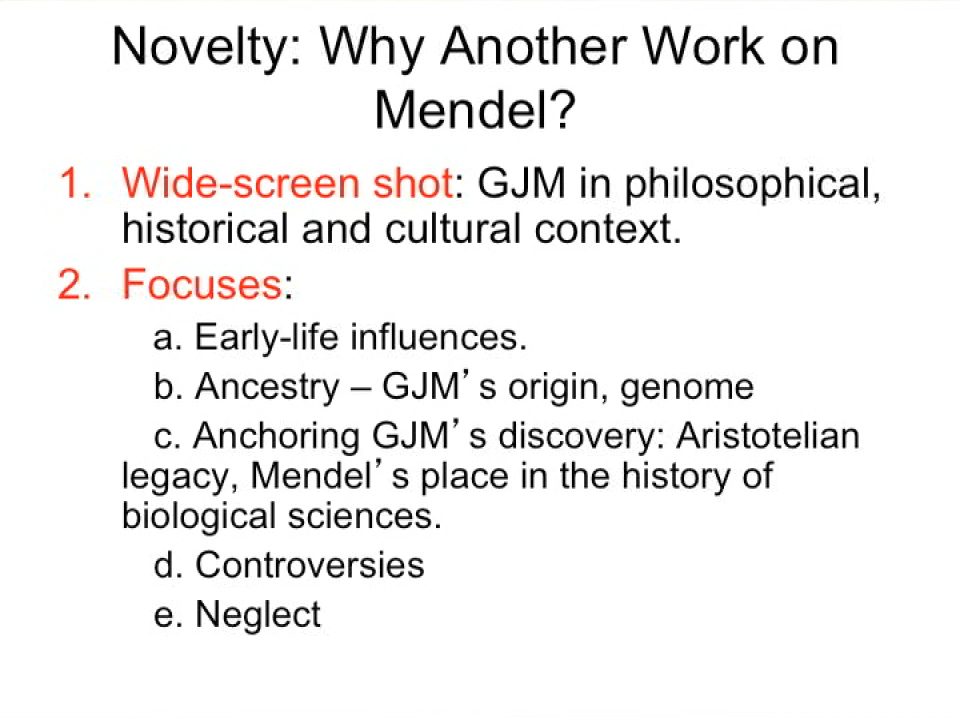 Novelty: Why Another Work on
Mendel?
1. Wide-screen shot: GJM in philosophical,
historical and cultural context.
2. Focuses:
a. Early-life influences.
b. Ancestry – GJM’s origin, genome
c. Anchoring GJM’s discovery: Aristotelian
legacy, Mendel’s place in the history of
biological sciences.
d. Controversies
e. Neglect